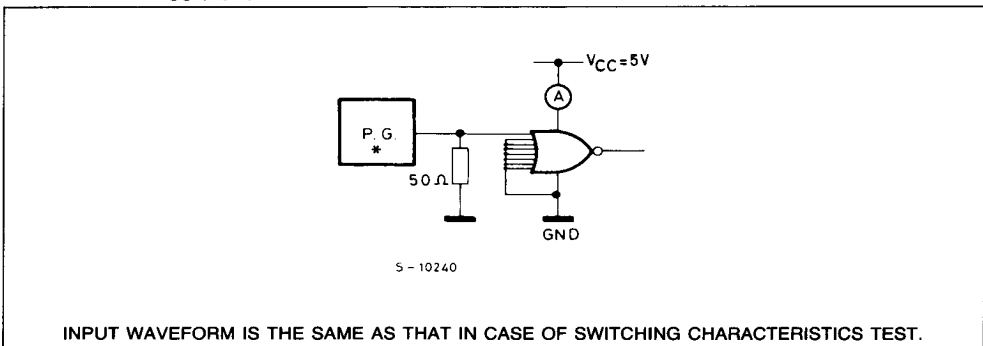 VCC=5V
A
P. G.
*
50Ω
GND
S-10240
INPUT WAVEFORM IS THE SAME AS THAT IN CASE OF SWITCHING CHARACTERISTICS TEST.